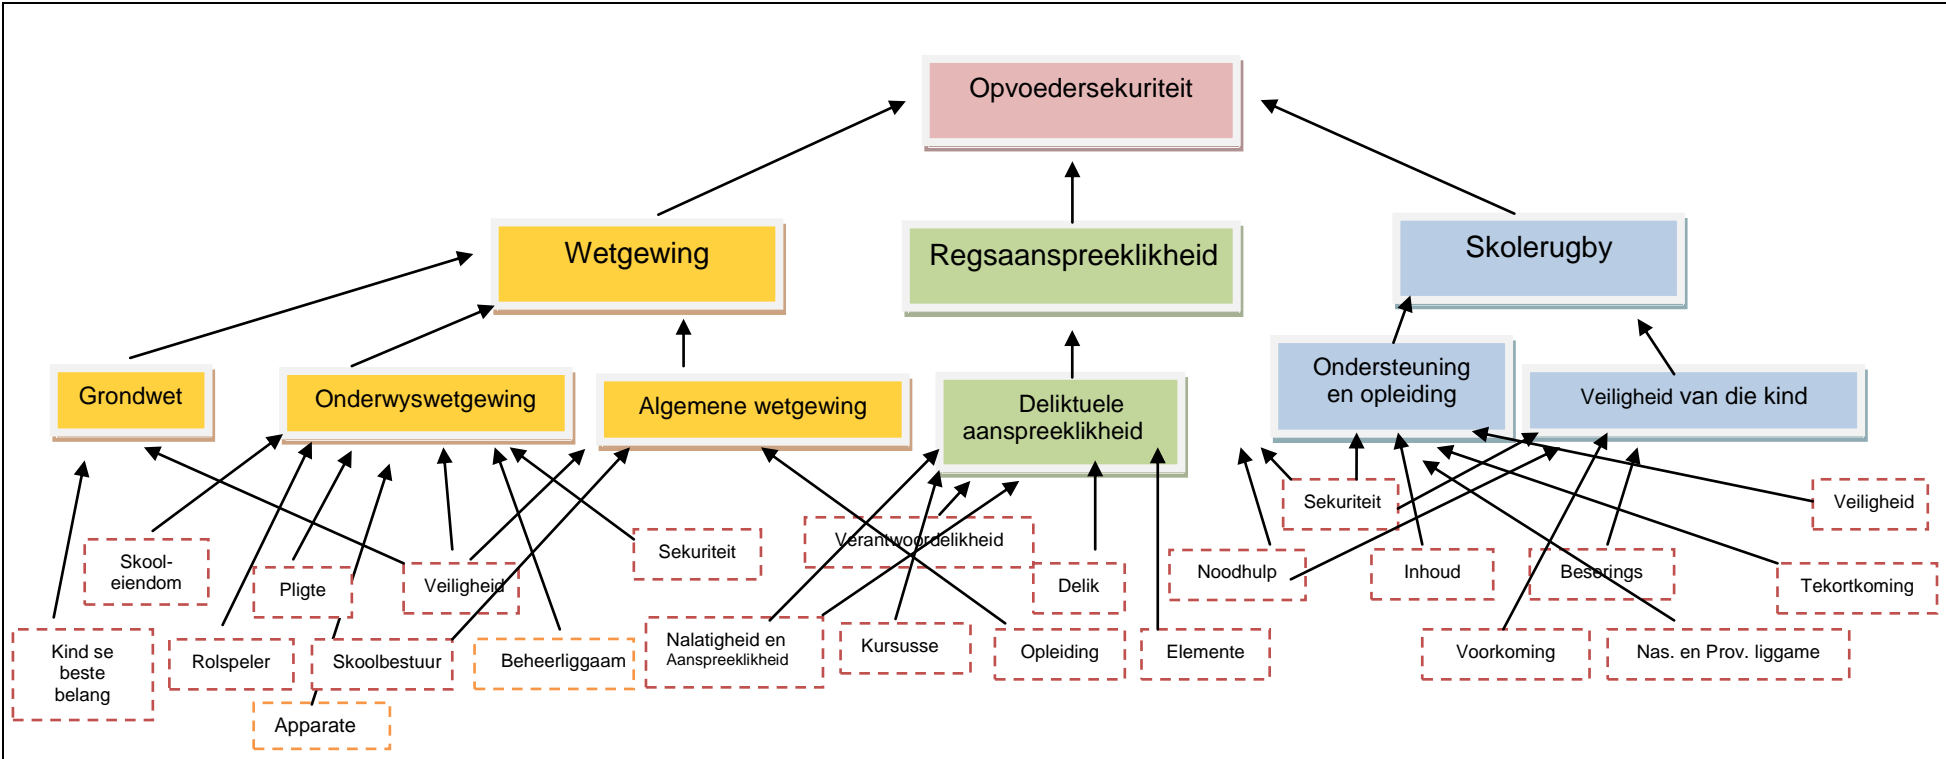 Opvoedersekuriteit
Wetgewing
Regsaanspreeklikheid
Skolerugby
Grondwet
Onderwyswetgewing
Algemene wetgewing
Deliktuele
aanspreeklikheid
Ondersteuning
en opleiding
Veiligheid van die kind
Skool-
eiendom
Pligte
Veiligheid
Sekuriteit
Verantwoordelikheid
Delik
Noodhulp
Sekuriteit
Inhoud
Beserings
Veiligheid
Tekortkoming
Kind se
beste
belang
Rolspeler
Skoolbestuur
Beheerliggaam
Nalatigheid en
Aanspreeklikheid
Kursusse
Opleiding
Elemente
Voorkoming
Nas. en Prov. liggame
Apparate